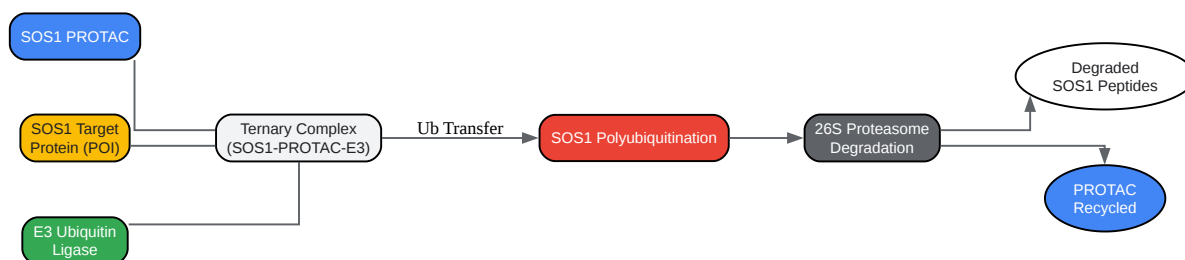 SOS1 PROTAC
SOS1 Target
Protein (POI)
E3 Ubiquitin
Ligase
Ternary Complex
(SOS1-PROTAC-E3)
Ub Transfer
SOS1 Polyubiquitination
26S Proteasome
Degradation
Degraded
SOS1 Peptides
PROTAC
Recycled